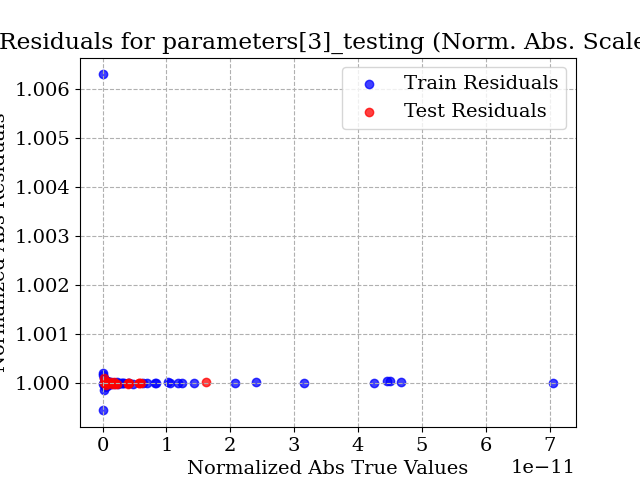 Residuals for parameters[3]_testing (Norm. Abs. Scale
Train Residuals
Test Residuals
Normalized Abs Residuals
1.006
1.005
1.004
1.003
1.002
1.001
1.000
0 1 2 3 4 5 6 7
1e−11
Normalized Abs True Values